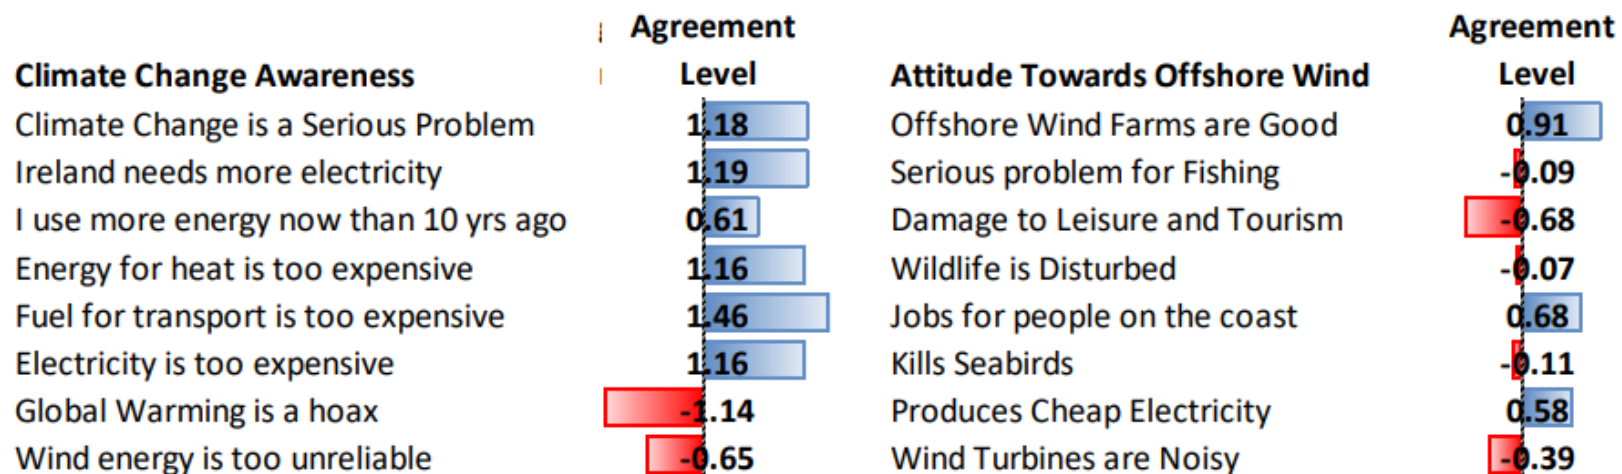 Agreement Agreement
Climate Change Awareness Level Attitude Towards Offshore Wind Level
Climate Change is a Serious Problem 1.18 Offshore Wind Farms are Good 0.91
Ireland needs more electricity 1.19 Serious problem for Fishing -0.09
I use more energy now than 10 yrs ago 0.61 Damage to Leisure and Tourism -0.68
Energy for heat is too expensive 1.16 Wildlife is Disturbed -0.07
Fuel for transport is too expensive 1.46 Jobs for people on the coast 0.68
Electricity is too expensive 1.16 Kills Seabirds -0.11
Global Warming is a hoax -1.14 Produces Cheap Electricity 0.58
Wind energy is too unreliable -0.65 Wind Turbines are Noisy -0.39